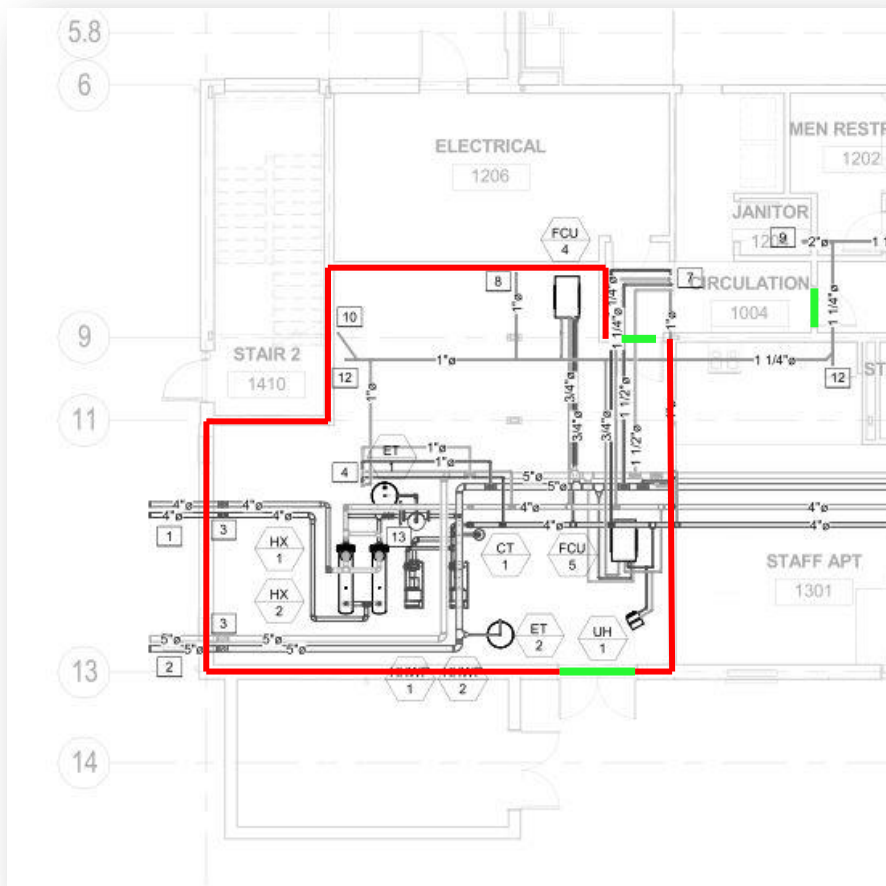 5.8
6
ELECTRICAL
1206
MEN RESTR
1202
JANITOR
FCU
4
9
2"ø
1 1
8
7
CIRCULATION
1004
1/4"ø
1 1/4"ø
1"ø
1"ø
1 1/4"ø
10
9
STAIR 2
1410
12
1"ø
1 1/4"ø
12
ST
1"ø
3/4"ø
3/4"ø
3/4"ø
1 1/2"ø
1 1/2"ø
11
ET
1
1"ø
1"ø
4
5"ø
5"ø
4"ø
4"ø
4"ø
4"ø
4"ø
4"ø
4"ø
4"ø
1
3
HX
1
13
CT
1
FCU
5
STAFF APT
1301
HX
2
3
5"ø
5"ø
5"ø
5"ø
2
ET
2
UH
1
13
1
2
14